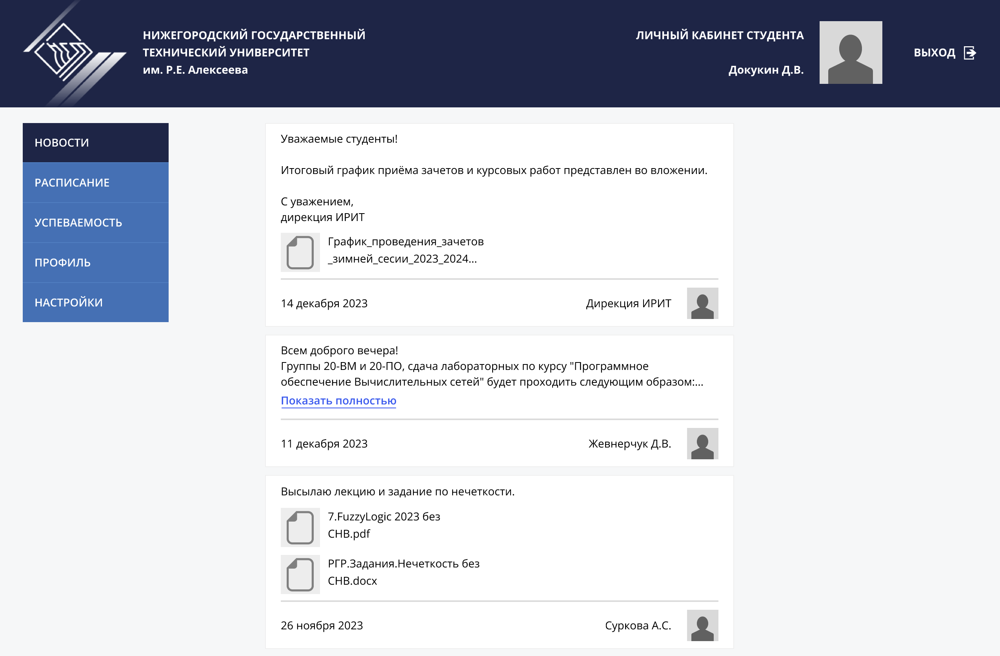 НИЖЕГОРОДСКИЙ ГОСУДАРСТВЕННЫЙ
ТЕХНИЧЕСКИЙ УНИВЕРСИТЕТ
им. Р.Е. Алексеева
ЛИЧНЫЙ КАБИНЕТ СТУДЕНТА
Докукин Д.В.
ВЫХОД
НОВОСТИ
РАСПИСАНИЕ
УСПЕВАЕМОСТЬ
ПРОФИЛЬ
НАСТРОЙКИ
Уважаемые студенты!
Итоговый график приёма зачетов и курсовых работ представлен во вложении.
С уважением,
дирекция ИРИТ
График_проведения_зачетов
_зимней_сесии_2023_2024...
14 декабря 2023
Дирекция ИРИТ
Всем доброго вечера!
Группы 20-ВМ и 20-ПО, сдача лабораторных по курсу "Программное
обеспечение Вычислительных сетей" будет проходить следующим образом:...
Показать полностью
11 декабря 2023
Жевнерчук Д.В.
Высылаю лекцию и задание по нечеткости.
7.FuzzyLogic 2023 без
СНВ.pdf
РГР.Задания.Нечеткость без
СНВ.docx
26 ноября 2023
Суркова А.С.